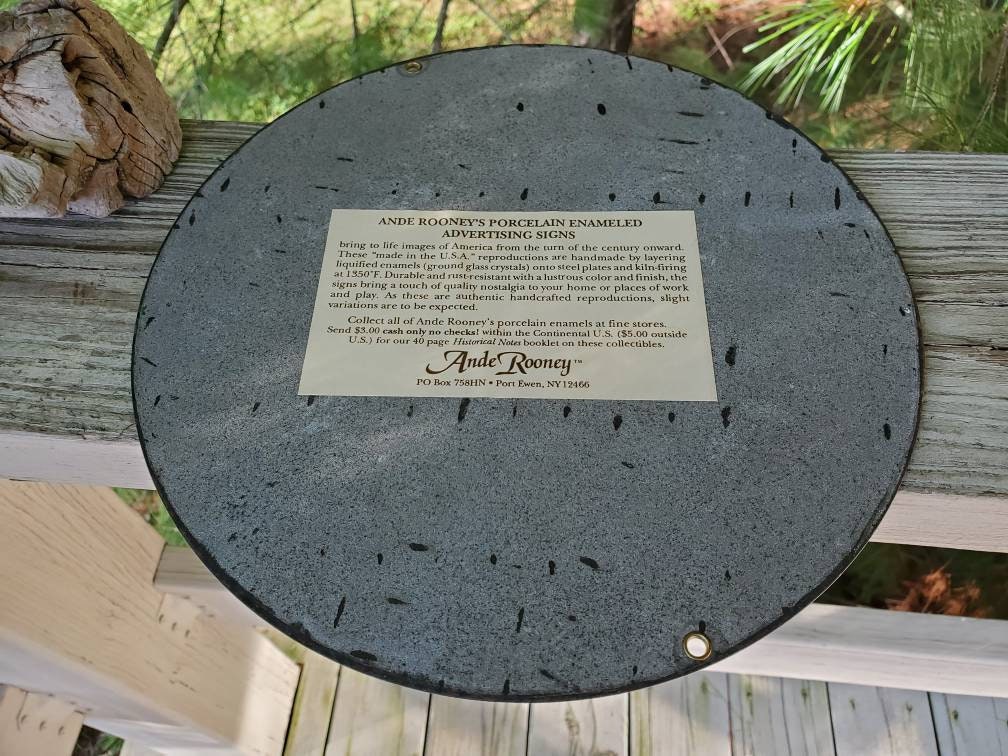 ANDE ROONEY'S PORCELAIN ENAMELED
ADVERTISING SIGNS
bring to life images of America from the turn of the century onward.
These "made in the U.S.A." reproductions are handmade by layering
liquified enamels (ground glass crystals) onto steel plates and kiln-firing
at 1350°F. Durable and rust-resistant with a lustrous color and finish, the
signs bring a touch of quality nostalgia to your home or places of work
and play. As these are authentic handcrafted reproductions, slight
variations are to be expected.
Collect all of Ande Rooney's porcelain enamels at fine stores.
Send $3.00 cash only no checks! within the Continental U.S. ($5.00 outside
U.S.) for our 40 page Historical Notes booklet on these collectibles.
Ande Rooney™
PO Box 758HN • Port Ewen, NY 12466